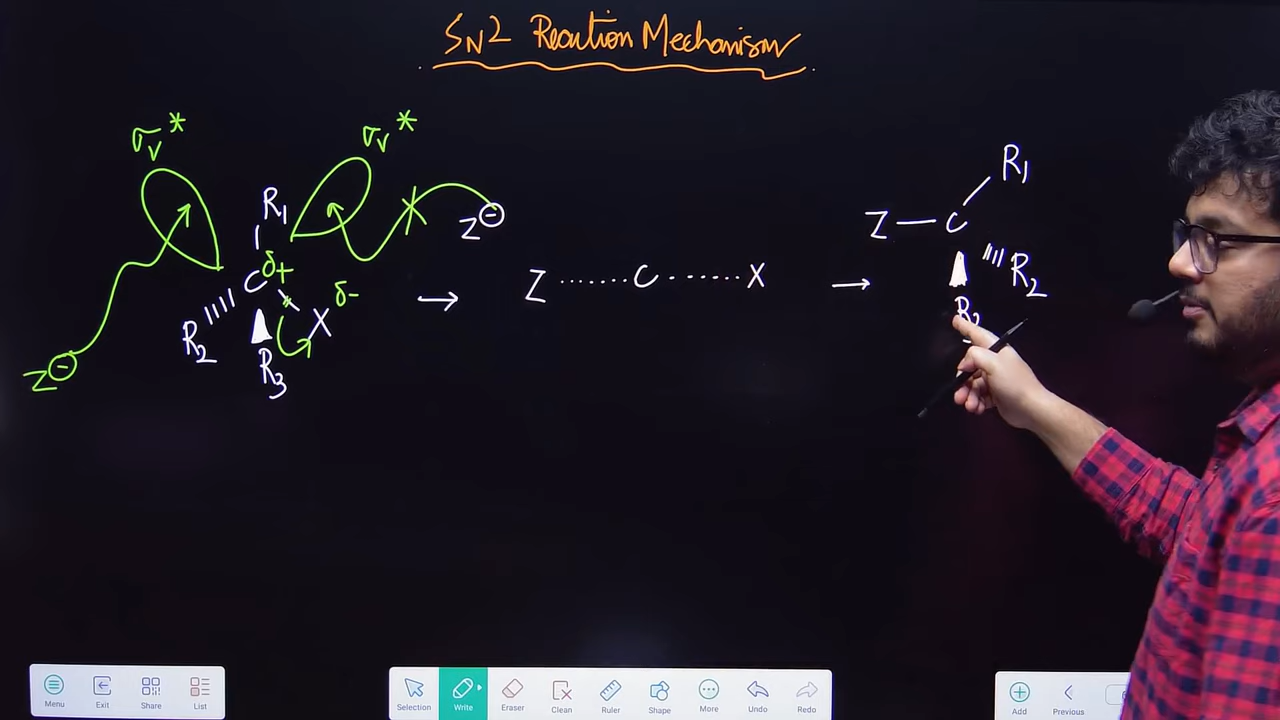 SN2 Reaction Mechanism
σv*
σv*
R1
Z⊖
C δ+
X δ-
R2
R3
Z⊖
→
Z ...... C ...... X
→
R1
Z — C
R2
Menu
Exit
Share
List
Selection
Write
Eraser
Clean
Ruler
Shape
More
Undo
Redo
Add
Previous